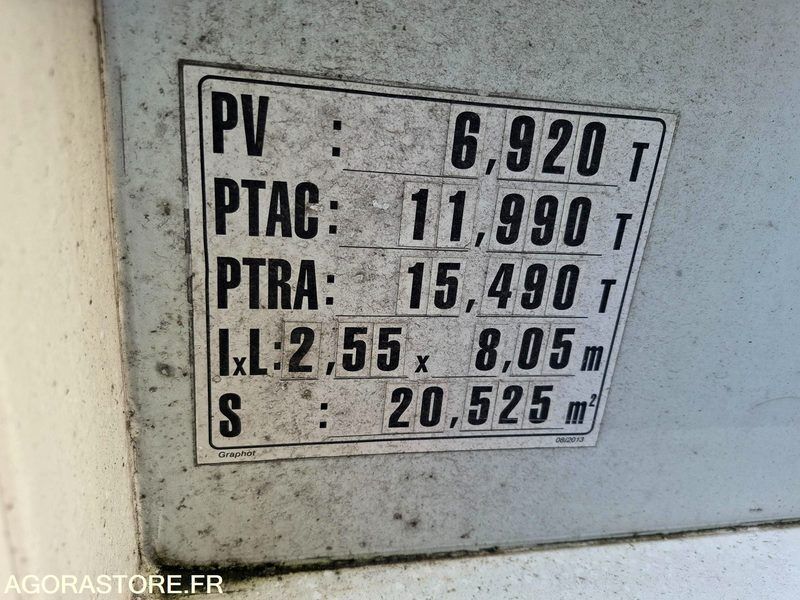 PV : 6,920 T
PTAC : 11,990 T
PTRA : 15,490 T
lxL : 2,55 x 8,05 m
S : 20,525 m²
Graphot 08/2013
AGORASTORE.FR